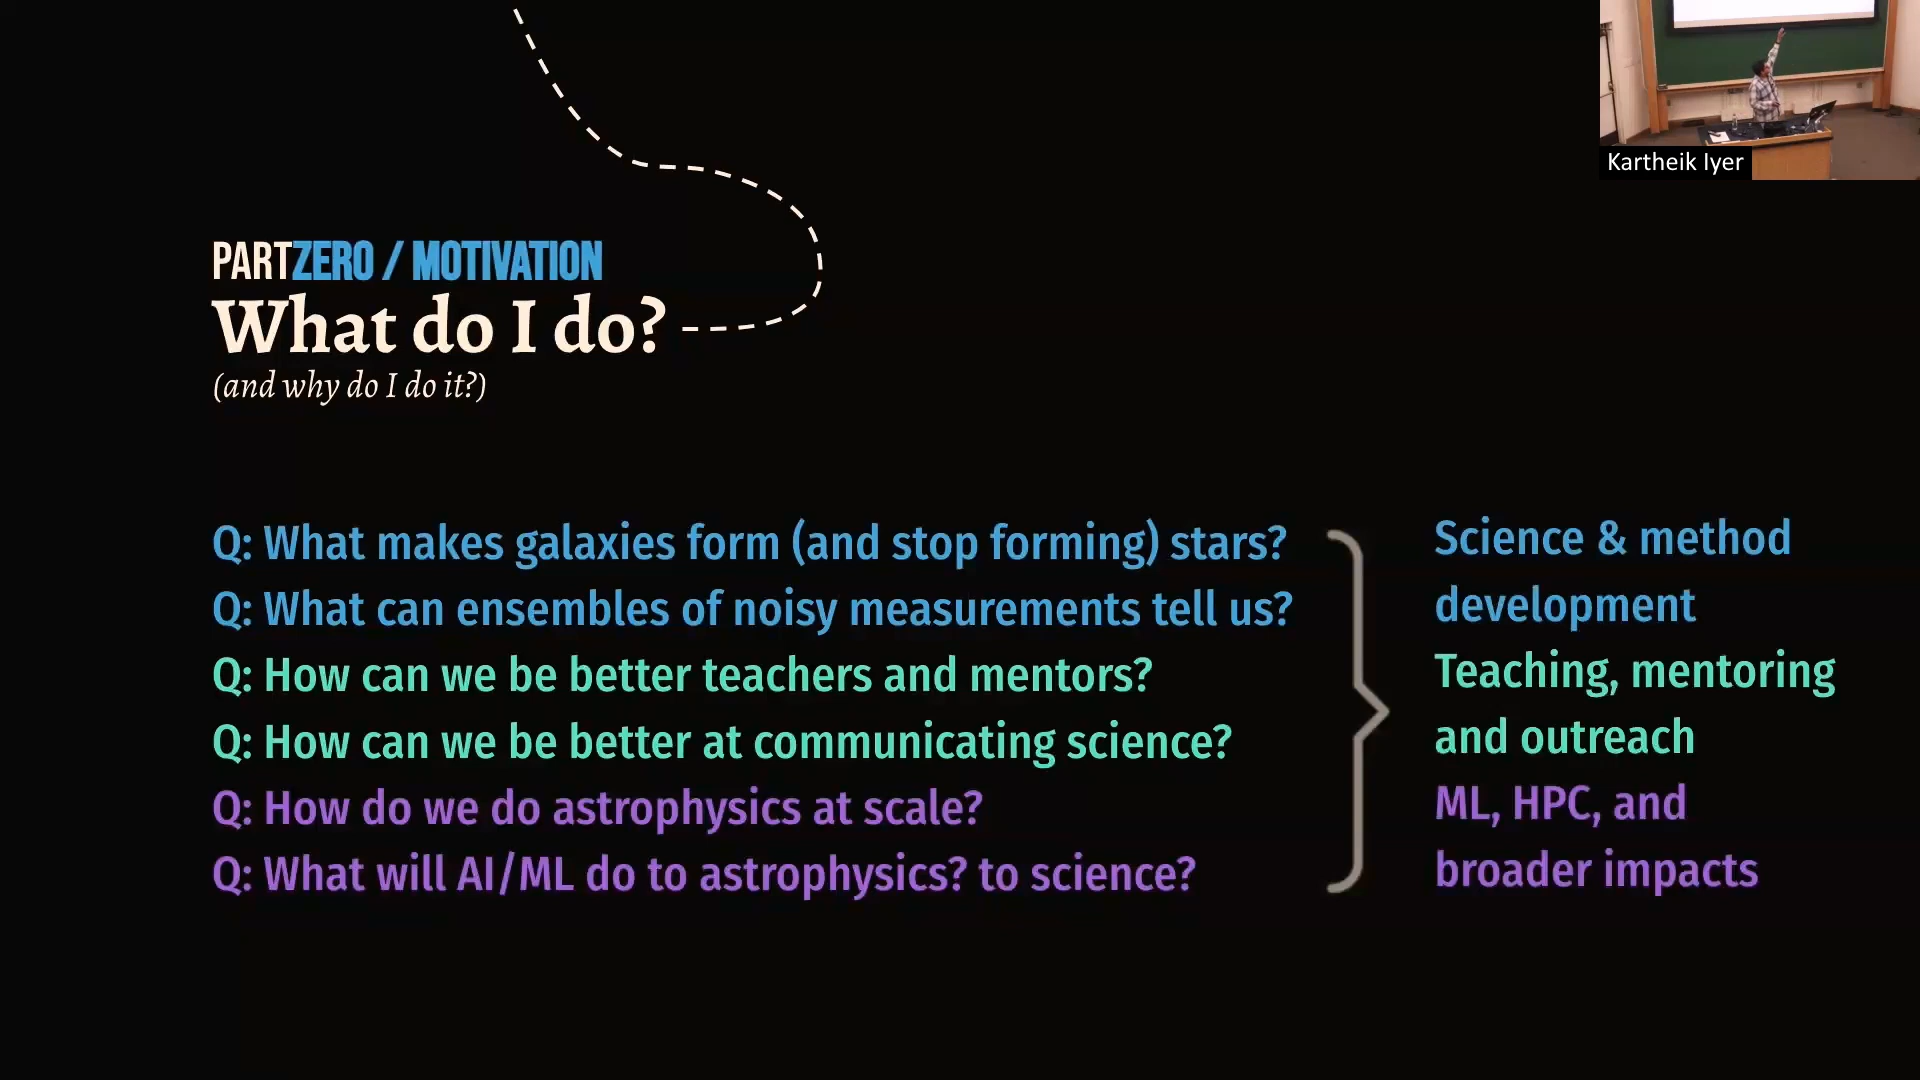 PARTZERO / MOTIVATION
What do I do?
(and why do I do it?)
Q: What makes galaxies form (and stop forming) stars?
Q: What can ensembles of noisy measurements tell us?
Q: How can we be better teachers and mentors?
Q: How can we be better at communicating science?
Q: How do we do astrophysics at scale?
Q: What will AI/ML do to astrophysics? to science?
Science & method
development
Teaching, mentoring
and outreach
ML, HPC, and
broader impacts
Kartheik Iyer